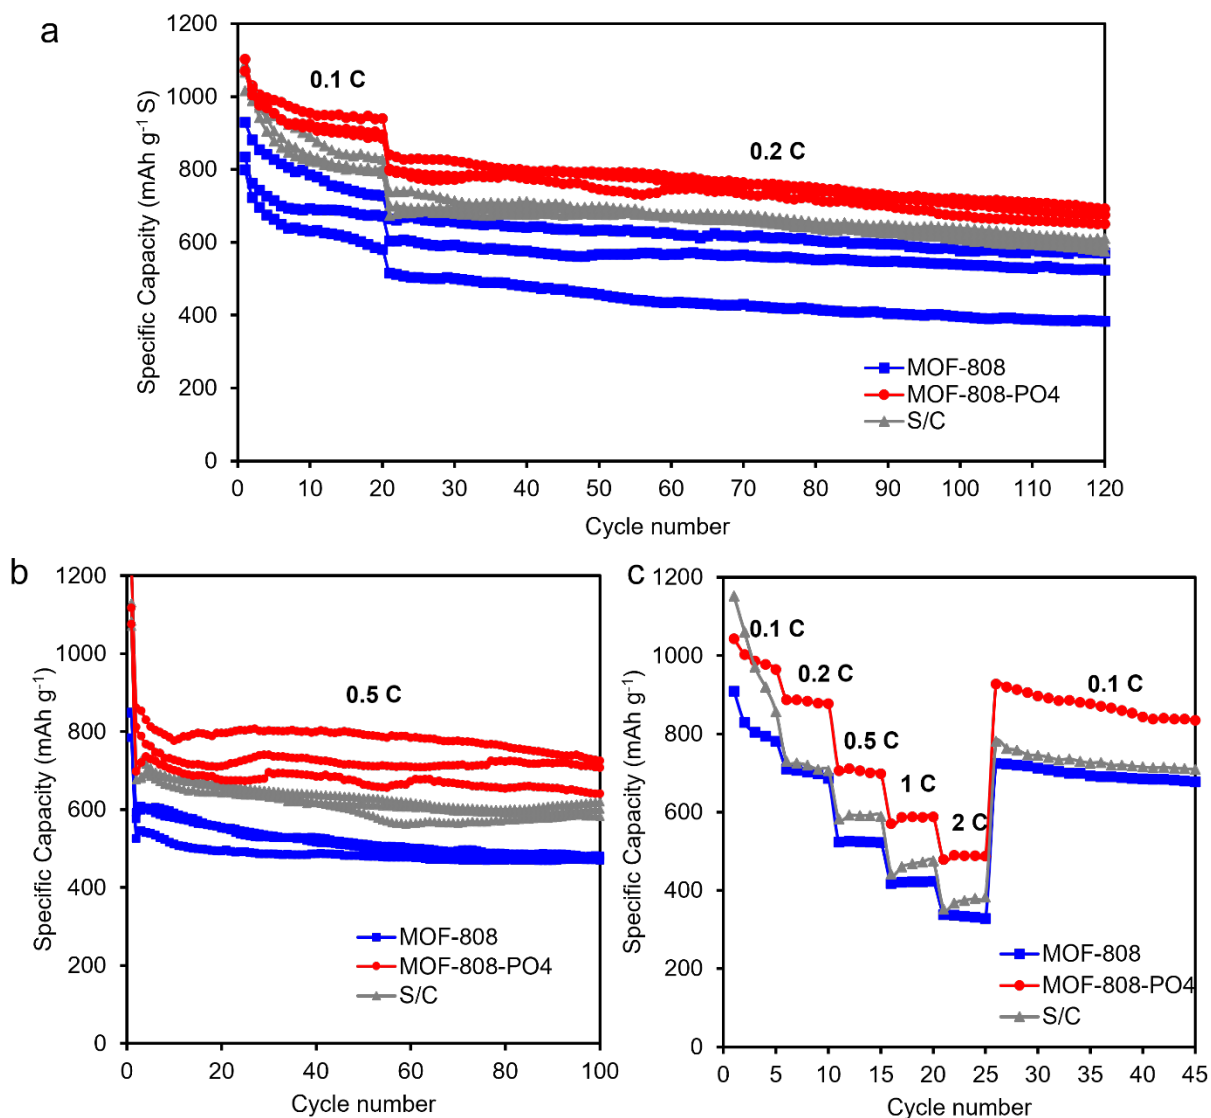 a
1200
1000
800
600
400
200
0
Specific Capacity (mAh g⁻¹ S)
0.1 C
0.2 C
MOF-808
MOF-808-PO4
S/C
0 10 20 30 40 50 60 70 80 90 100 110 120
Cycle number
b
1200
1000
800
600
400
200
0
Specific Capacity (mAh g⁻¹)
0.5 C
MOF-808
MOF-808-PO4
S/C
0 20 40 60 80 100
Cycle number
c
1200
1000
800
600
400
200
0
Specific Capacity (mAh g⁻¹)
0.1 C
0.2 C
0.5 C
1 C
2 C
0.1 C
MOF-808
MOF-808-PO4
S/C
0 5 10 15 20 25 30 35 40 45
Cycle number